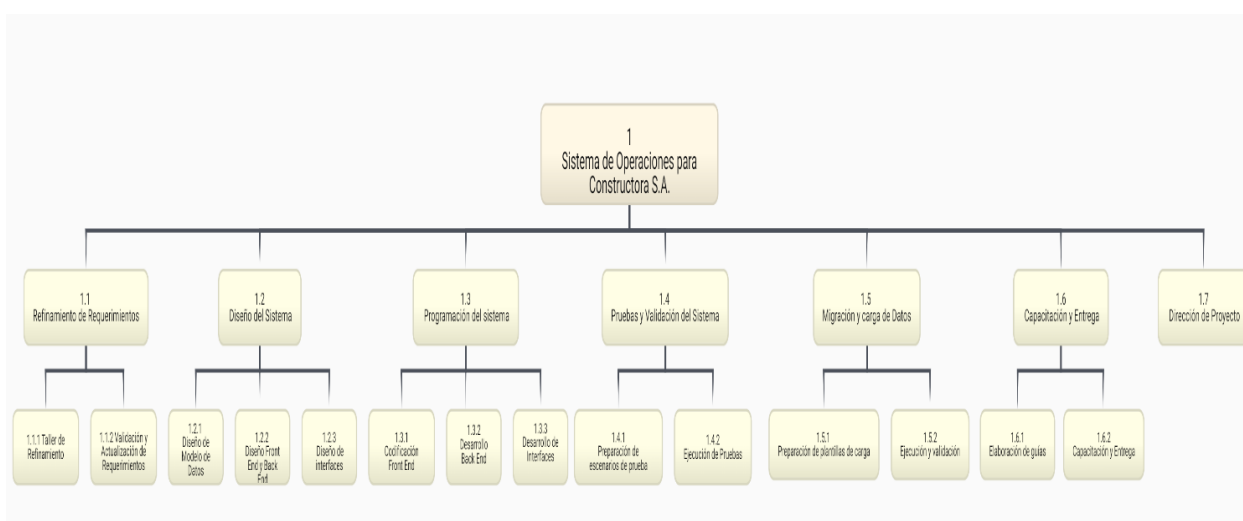 1
Sistema de Operaciones para
Constructora S.A.
1.1
Refinamiento de Requerimientos
1.2
Diseño del Sistema
1.3
Programación del sistema
1.4
Pruebas y Validación del Sistema
1.5
Migración y carga de Datos
1.6
Capacitación y Entrega
1.7
Dirección de Proyecto
1.1.1 Taller de
Refinamiento
1.1.2 Validación y
Actualización de
Requerimientos
1.2.1
Diseño de
Modelo de
Datos
1.2.2
Diseño Front
End y Back
End
1.2.3
Diseño de
interfaces
1.3.1
Codificación
Front End
1.3.2
Desarrollo
Back End
1.3.3
Desarrollo de
Interfaces
1.4.1
Preparación de
escenarios de prueba
1.4.2
Ejecución de Pruebas
1.5.1
Preparación de plantillas de carga
1.5.2
Ejecución y validación
1.6.1
Elaboración de guías
1.6.2
Capacitación y Entrega